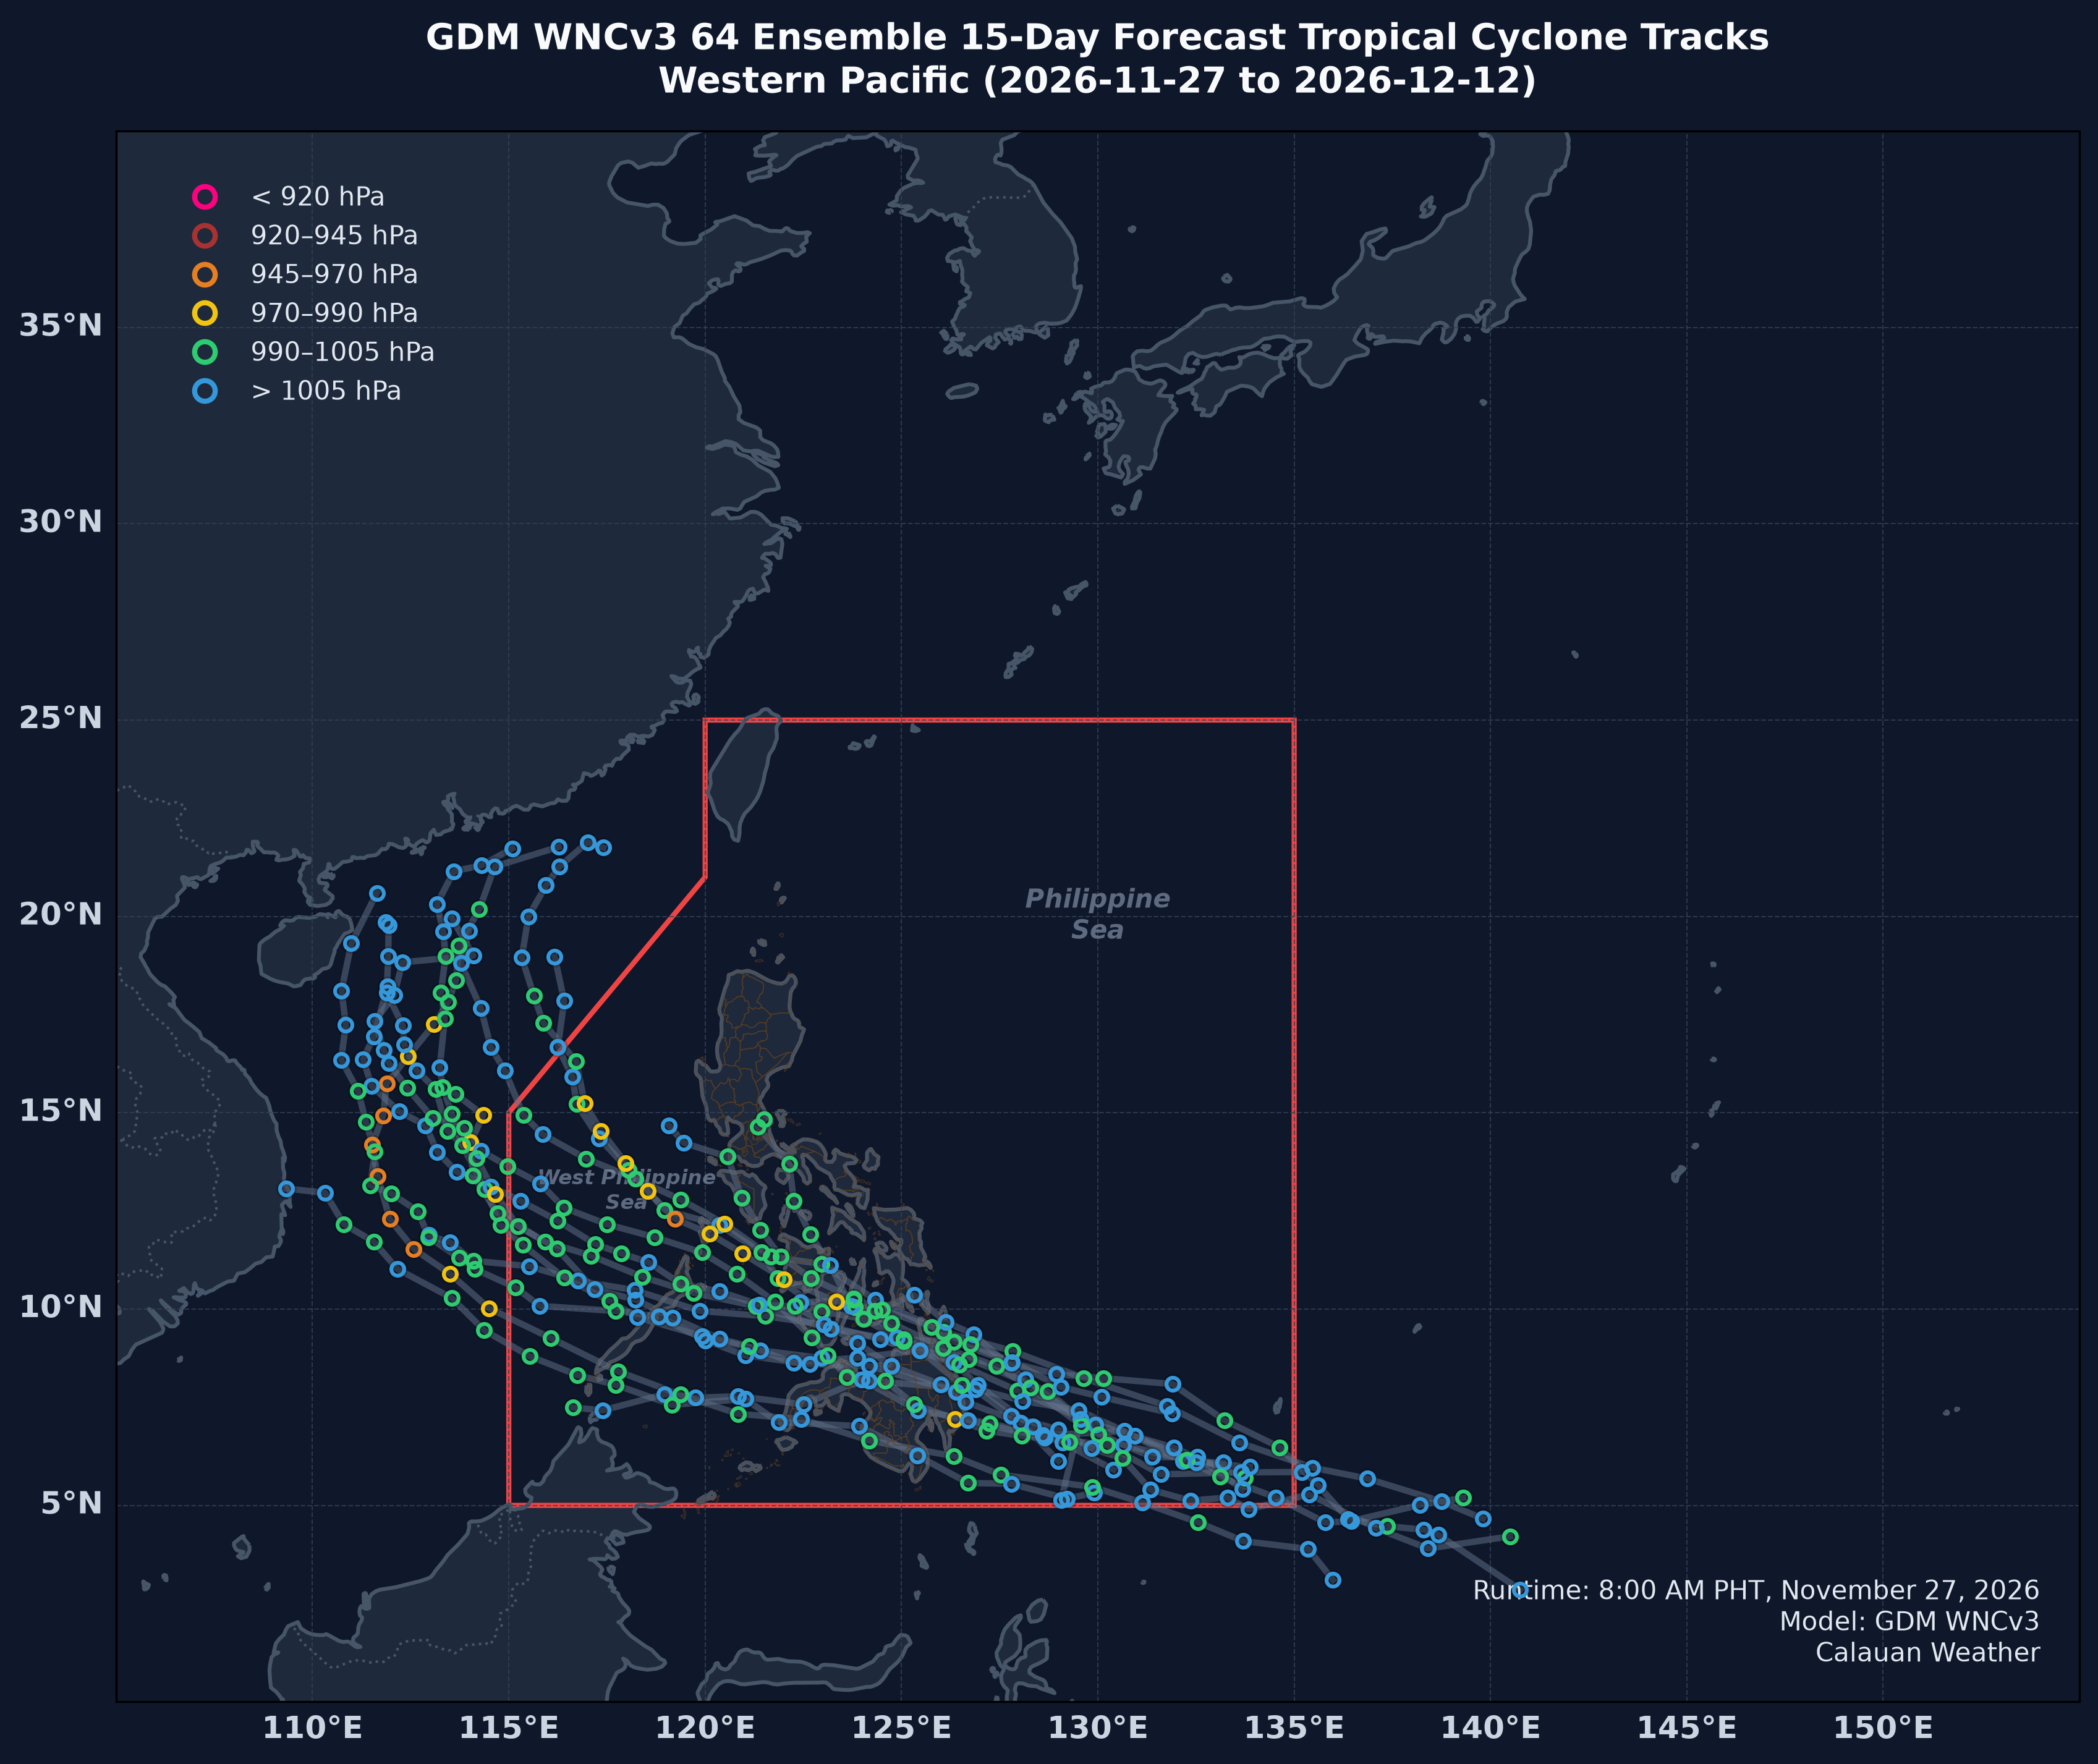 GDM WNCv3 64 Ensemble 15-Day Forecast Tropical Cyclone Tracks
Western Pacific (2026-11-27 to 2026-12-12)
< 920 hPa
920–945 hPa
945–970 hPa
970–990 hPa
990–1005 hPa
> 1005 hPa
35°N
30°N
25°N
20°N
15°N
10°N
5°N
Philippine
Sea
West Philippine
Sea
Runtime: 8:00 AM PHT, November 27, 2026
Model: GDM WNCv3
Calauan Weather
110°E
115°E
120°E
125°E
130°E
135°E
140°E
145°E
150°E